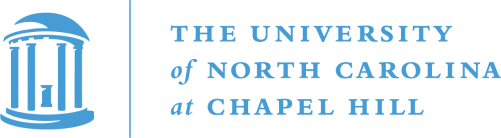 THE UNIVERSITY
of NORTH CAROLINA
at CHAPEL HILL